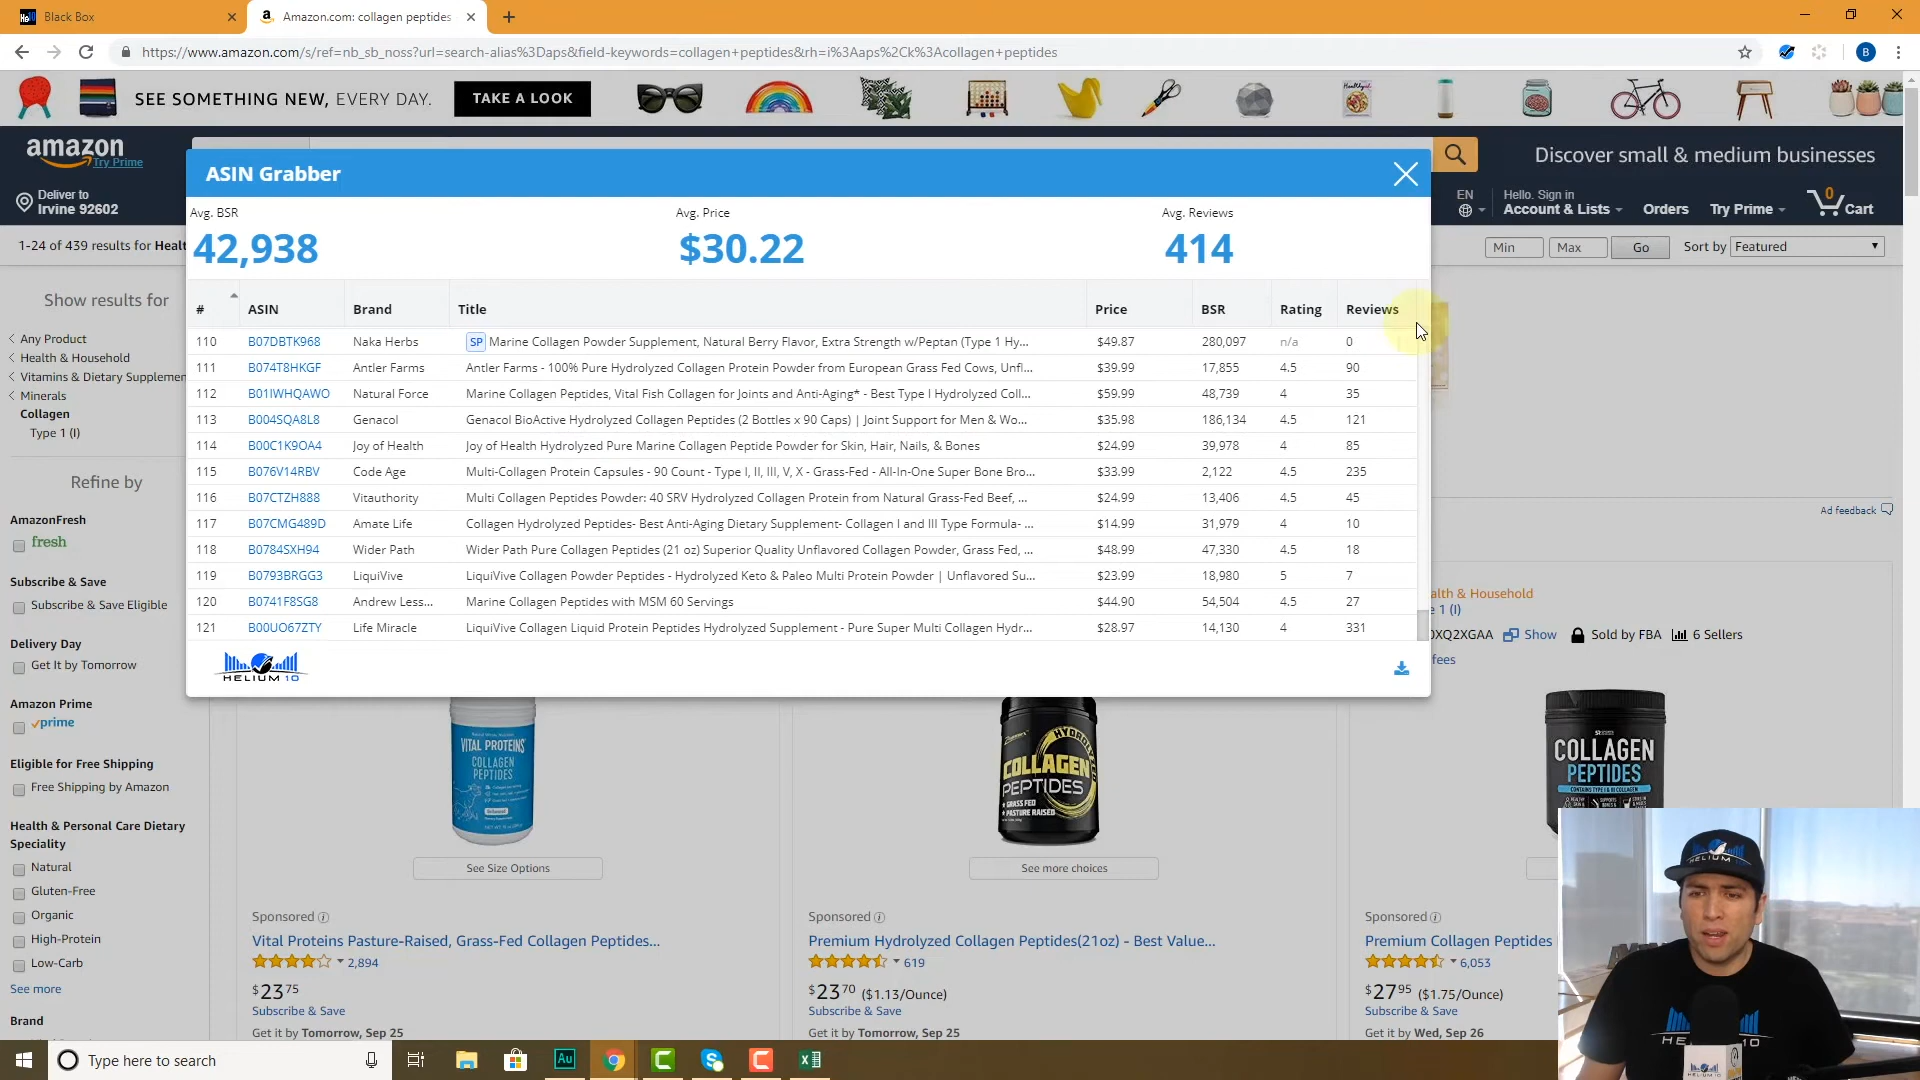 Black Box
Amazon.com: collagen peptides
https://www.amazon.com/s/ref=nb_sb_noss?url=search-alias%3Daps&field-keywords=collagen+peptides&rh=i%3Aaps%2Ck%3Acollagen+peptides
B
SEE SOMETHING NEW, EVERY DAY.
TAKE A LOOK
amazon
Try Prime
Discover small & medium businesses
Deliver to
Irvine 92602
EN
Hello. Sign in
Account & Lists
Orders
Try Prime
0
Cart
1-24 of 439 results for Healt
Min
Max
Go
Sort by
Featured
ASIN Grabber
Avg. BSR
42,938
Avg. Price
$30.22
Avg. Reviews
414
# ASIN Brand Title Price BSR Rating Reviews
110 B07DBTK968 Naka Herbs SP Marine Collagen Powder Supplement, Natural Berry Flavor, Extra Strength w/Peptan (Type 1 Hy... $49.87 280,097 n/a 0
111 B074T8HKGF Antler Farms Antler Farms - 100% Pure Hydrolyzed Collagen Protein Powder from European Grass Fed Cows, Unfl... $39.99 17,855 4.5 90
112 B01IWHQAWO Natural Force Marine Collagen Peptides, Vital Fish Collagen for Joints and Anti-Aging* - Best Type I Hydrolyzed Coll... $59.99 48,739 4 35
113 B004SQA8L8 Genacol Genacol BioActive Hydrolyzed Collagen Peptides (2 Bottles x 90 Caps) | Joint Support for Men & Wo... $35.98 186,134 4.5 121
114 B00C1K9OA4 Joy of Health Joy of Health Hydrolyzed Pure Marine Collagen Peptide Powder for Skin, Hair, Nails, & Bones $24.99 39,978 4 85
115 B076V14RBV Code Age Multi-Collagen Protein Capsules - 90 Count - Type I, II, III, V, X - Grass-Fed - All-In-One Super Bone Bro... $33.99 2,122 4.5 235
116 B07CTZH888 Vitauthority Multi Collagen Peptides Powder: 40 SRV Hydrolyzed Collagen Protein from Natural Grass-Fed Beef, ... $24.99 13,406 4.5 45
117 B07CMG489D Amate Life Collagen Hydrolyzed Peptides- Best Anti-Aging Dietary Supplement- Collagen I and III Type Formula- ... $14.99 31,979 4 10
118 B0784SXH94 Wider Path Wider Path Pure Collagen Peptides (21 oz) Superior Quality Unflavored Collagen Powder, Grass Fed, ... $48.99 47,330 4.5 18
119 B0793BRGG3 LiquiVive LiquiVive Collagen Powder Peptides - Hydrolyzed Keto & Paleo Multi Protein Powder | Unflavored Su... $23.99 18,980 5 7
120 B0741F8SG8 Andrew Less... Marine Collagen Peptides with MSM 60 Servings $44.90 54,504 4.5 27
121 B00UO67ZTY Life Miracle LiquiVive Collagen Liquid Protein Peptides Hydrolyzed Supplement - Pure Super Multi Collagen Hydr... $28.97 14,130 4 331
HELIUM 10
Show results for
Any Product
Health & Household
Vitamins & Dietary Supplemen
Minerals
Collagen
Type 1 (I)
Refine by
AmazonFresh
fresh
Subscribe & Save
Subscribe & Save Eligible
Delivery Day
Get It by Tomorrow
Amazon Prime
prime
Eligible for Free Shipping
Free Shipping by Amazon
Health & Personal Care Dietary
Speciality
Natural
Gluten-Free
Organic
High-Protein
Low-Carb
See more
Brand
Ad feedback
alth & Household
e 1 (I)
0XQ2XGAA Show Sold by FBA 6 Sellers
fees
VITAL PROTEINS
COLLAGEN
PEPTIDES
See Size Options
Sponsored
Vital Proteins Pasture-Raised, Grass-Fed Collagen Peptides...
2,894
$23 75
Subscribe & Save
Get it by Tomorrow, Sep 25
HYDROLYZED
COLLAGEN
PEPTIDES
GRASS FED
PASTURE RAISED
See more choices
Sponsored
Premium Hydrolyzed Collagen Peptides(21oz) - Best Value...
619
$23 70 ($1.13/Ounce)
Subscribe & Save
Get it by Tomorrow, Sep 25
COLLAGEN
PEPTIDES
Sponsored
Premium Collagen Peptides
6,053
$27 95 ($1.75/Ounce)
Subscribe & Save
Get it by Wed, Sep 26
HELIUM
HELIUM 10
Type here to search
Au